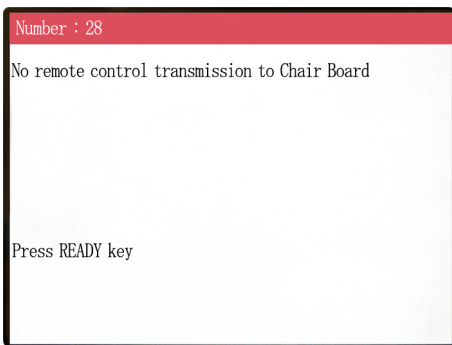 Number : 28
No remote control transmission to Chair Board
Press READY key